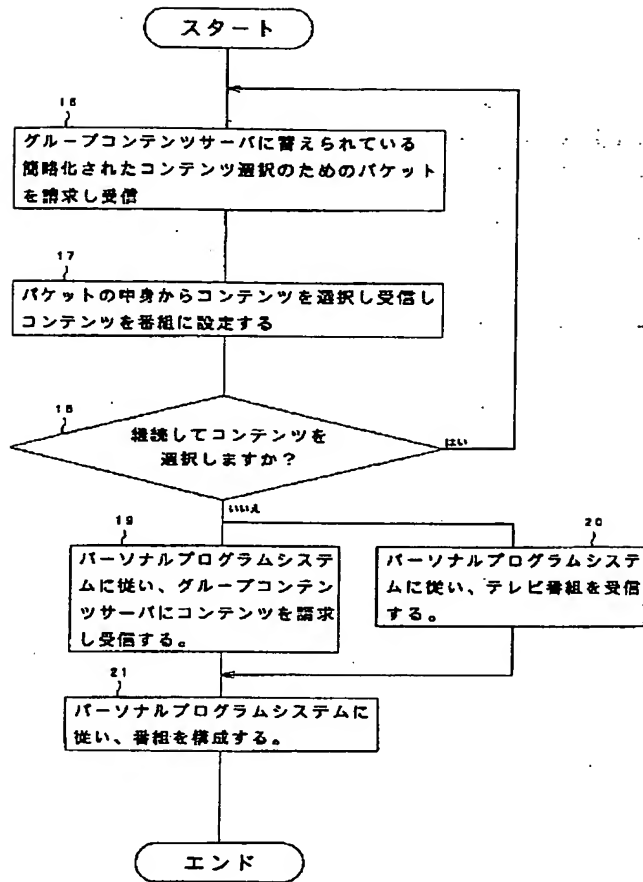 スタート
16
グループコンテンツサーバに蓄えられている
簡略化されたコンテンツ選択のためのパケット
を請求し受信
17
パケットの中身からコンテンツを選択し受信し
コンテンツを番組に設定する
18
継続してコンテンツを
選択しますか？
はい
いいえ
19
パーソナルプログラムシステ
ムに従い、グループコンテン
ツサーバにコンテンツを請求
し受信する。
20
パーソナルプログラムシステ
ムに従い、テレビ番組を受信
する。
21
パーソナルプログラムシステムに
従い、番組を構成する。
エンド